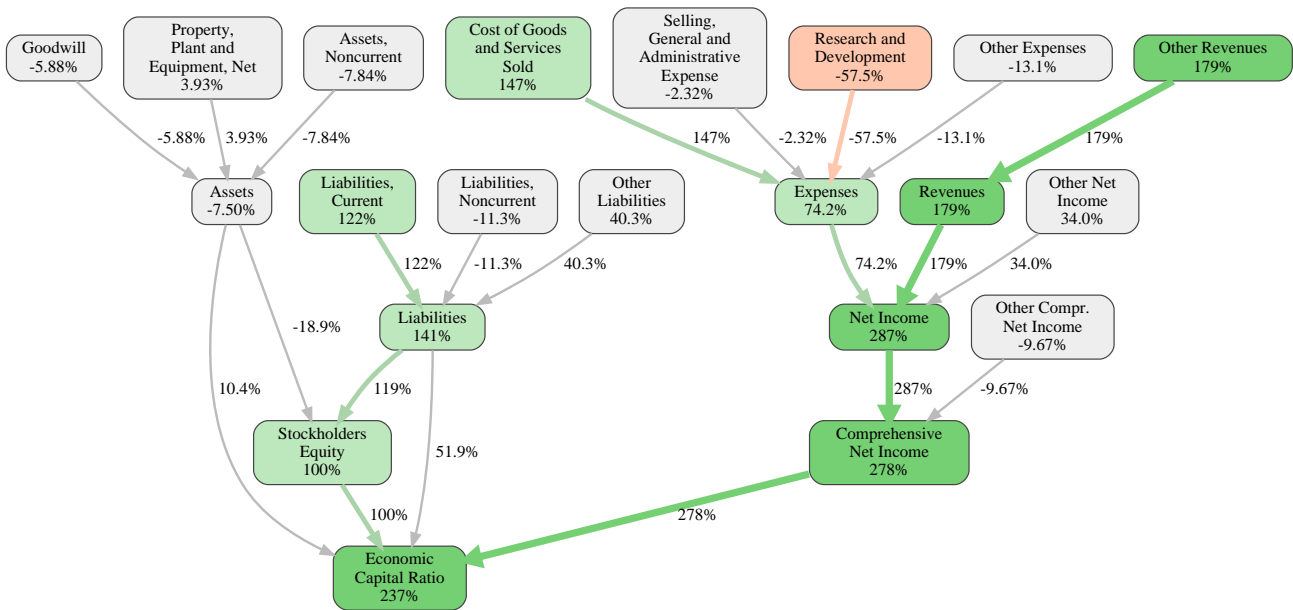 Goodwill
-5.88%
Property,
Plant and
Equipment, Net
3.93%
Assets,
Noncurrent
-7.84%
Cost of Goods
and Services
Sold
147%
Selling,
General and
Administrative
Expense
-2.32%
Research and
Development
-57.5%
Other Expenses
-13.1%
Other Revenues
179%
-5.88%
3.93%
-7.84%
147%
-2.32%
-57.5%
-13.1%
179%
Assets
-7.50%
Liabilities,
Current
122%
Liabilities,
Noncurrent
-11.3%
Other
Liabilities
40.3%
Expenses
74.2%
Revenues
179%
Other Net
Income
34.0%
122%
-11.3%
40.3%
74.2%
179%
34.0%
-18.9%
Liabilities
141%
Net Income
287%
Other Compr.
Net Income
-9.67%
10.4%
119%
287%
-9.67%
Stockholders
Equity
100%
51.9%
Comprehensive
Net Income
278%
100%
278%
Economic
Capital Ratio
237%